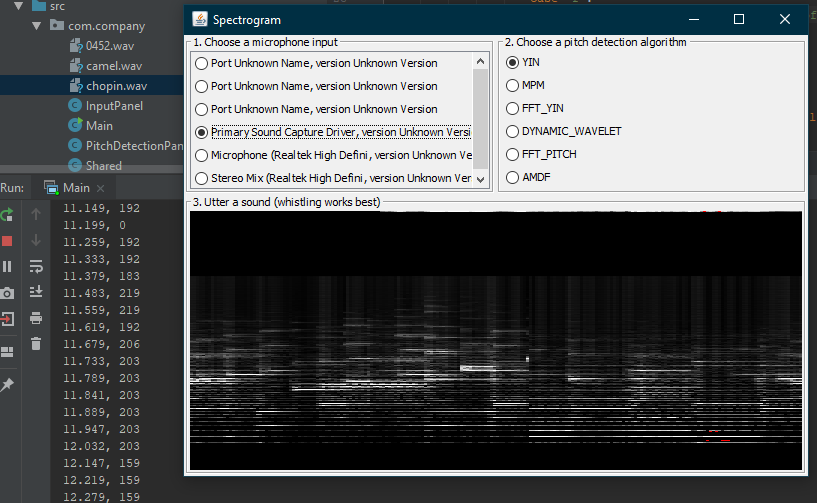 src
com.company
0452.wav
camel.wav
chopin.wav
InputPanel
Main
PitchDetectionPan
Shared
Run:
Main
11.149, 192
11.199, 0
11.259, 192
11.333, 192
11.379, 183
11.483, 219
11.559, 219
11.619, 192
11.679, 206
11.733, 203
11.789, 203
11.841, 203
11.889, 203
11.947, 203
12.032, 203
12.147, 159
12.219, 159
12.279, 159
Spectrogram
1. Choose a microphone input
Port Unknown Name, version Unknown Version
Port Unknown Name, version Unknown Version
Port Unknown Name, version Unknown Version
Primary Sound Capture Driver, version Unknown Versi
Microphone (Realtek High Defini, version Unknown Ve
Stereo Mix (Realtek High Defini, version Unknown Ver
2. Choose a pitch detection algorithm
YIN
MPM
FFT_YIN
DYNAMIC_WAVELET
FFT_PITCH
AMDF
3. Utter a sound (whistling works best)